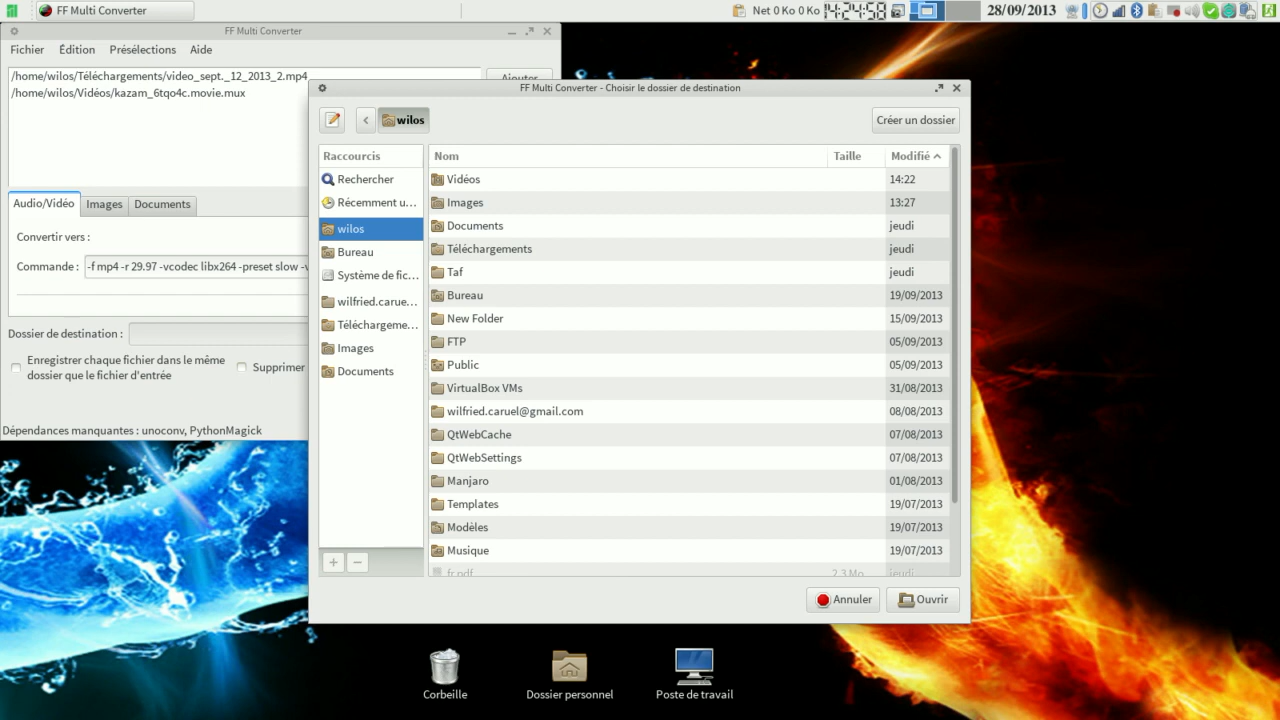 FF Multi Converter
Net 0 Ko 0 Ko
14:24:58
28/09/2013
FF Multi Converter
Fichier Édition Présélections Aide
/home/wilos/Téléchargements/video_sept._12_2013_2.mp4
/home/wilos/Vidéos/kazam_6tqo4c.movie.mux
Ajouter
Audio/Vidéo Images Documents
Convertir vers :
Commande : -f mp4 -r 29.97 -vcodec libx264 -preset slow
Dossier de destination :
Enregistrer chaque fichier dans le même
dossier que le fichier d'entrée
Supprimer
Dépendances manquantes : unoconv, PythonMagick
FF Multi Converter - Choisir le dossier de destination
wilos
Créer un dossier
Raccourcis
Rechercher
Récemment u...
wilos
Bureau
Système de fic...
wilfried.carue...
Téléchargeme...
Images
Documents
Nom Taille Modifié
Vidéos 14:22
Images 13:27
Documents jeudi
Téléchargements jeudi
Taf jeudi
Bureau 19/09/2013
New Folder 15/09/2013
FTP 05/09/2013
Public 05/09/2013
VirtualBox VMs 31/08/2013
wilfried.caruel@gmail.com 08/08/2013
QtWebCache 07/08/2013
QtWebSettings 07/08/2013
Manjaro 01/08/2013
Templates 19/07/2013
Modèles 19/07/2013
Musique 19/07/2013
fr.pdf 2,3 Mo jeudi
Annuler
Ouvrir
Corbeille
Dossier personnel
Poste de travail